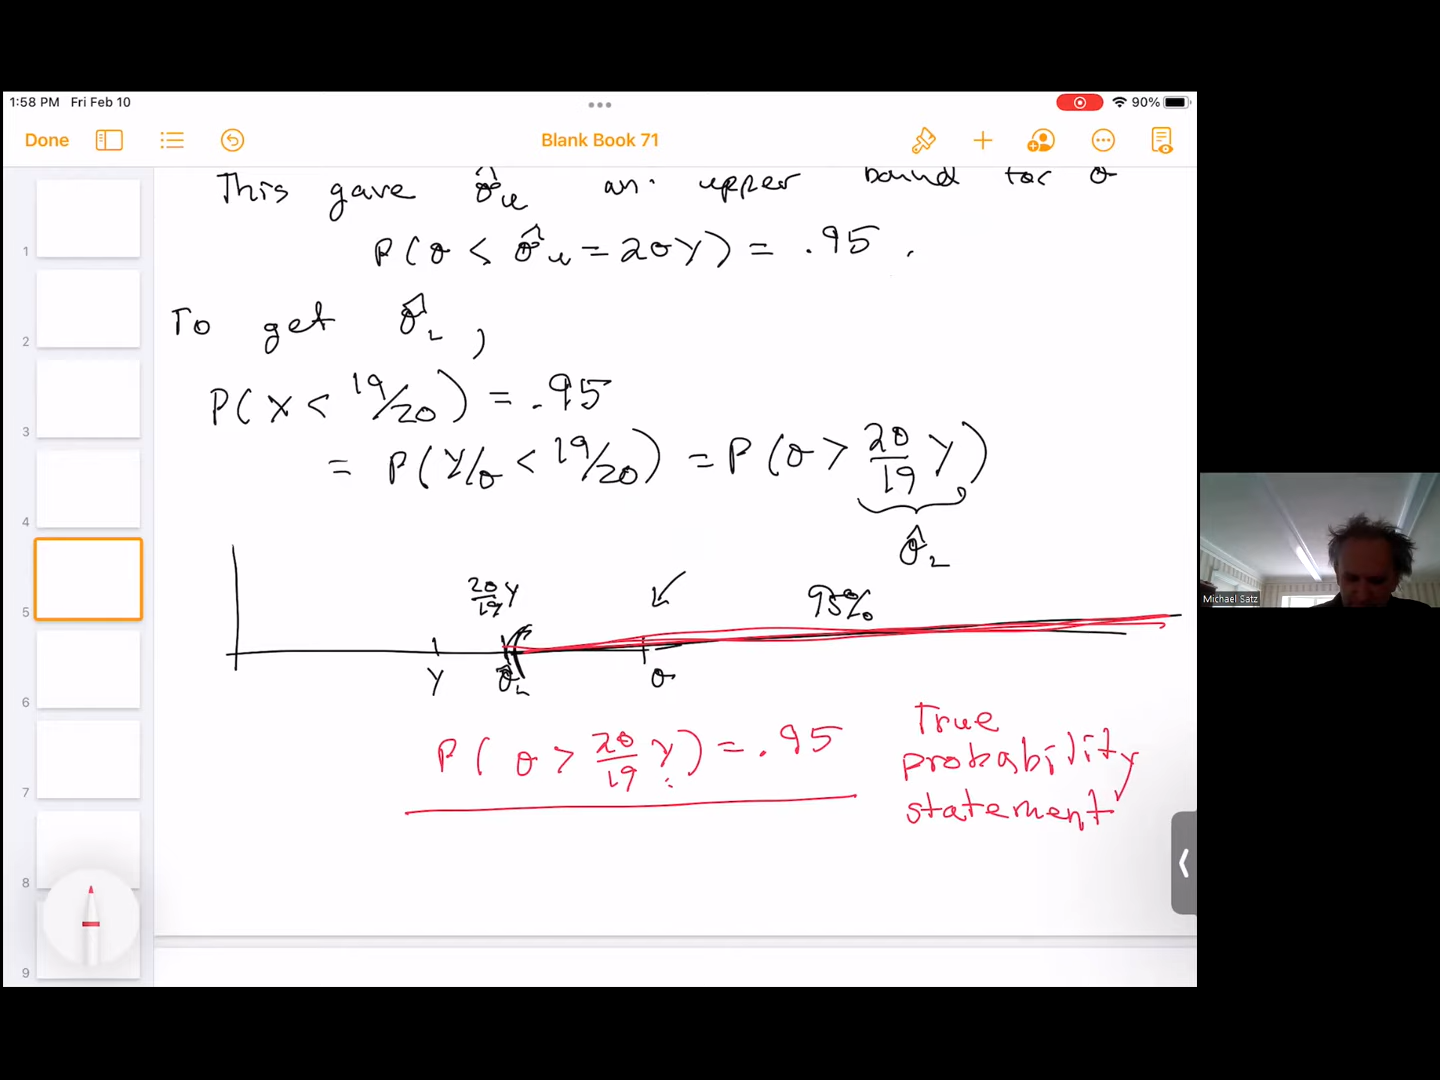 1:58 PM Fri Feb 10
90%
Done
Blank Book 71
This gave θ̂u an upper bound for θ
P(θ < θ̂u = 20Y) = .95 .
To get θ̂L ,
P(X < 19/20) = .95
= P(Y/θ < 19/20) = P(θ > 20/19 Y)
θ̂L
20/19 Y
95%
Y θ̂L θ
P(θ > 20/19 Y) = .95
True
probability
statement
1
2
3
4
5
6
7
8
9
Michael Satz